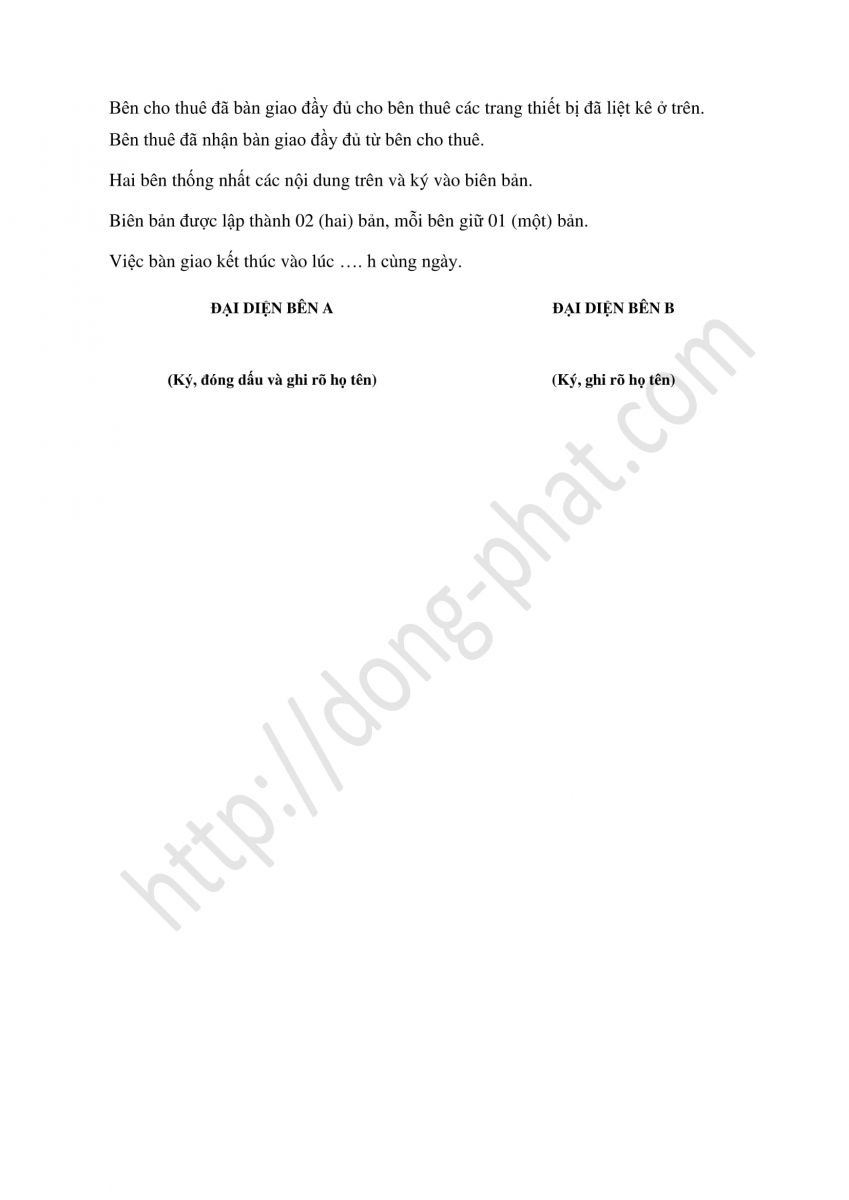 Bên cho thuê đã bàn giao đầy đủ cho bên thuê các trang thiết bị đã liệt kê ở trên.
Bên thuê đã nhận bàn giao đầy đủ từ bên cho thuê.
Hai bên thống nhất các nội dung trên và ký vào biên bản.
Biên bản được lập thành 02 (hai) bản, mỗi bên giữ 01 (một) bản.
Việc bàn giao kết thúc vào lúc …. h cùng ngày.
ĐẠI DIỆN BÊN A
ĐẠI DIỆN BÊN B
(Ký, đóng dấu và ghi rõ họ tên)
(Ký, ghi rõ họ tên)
http://dong-phat.com